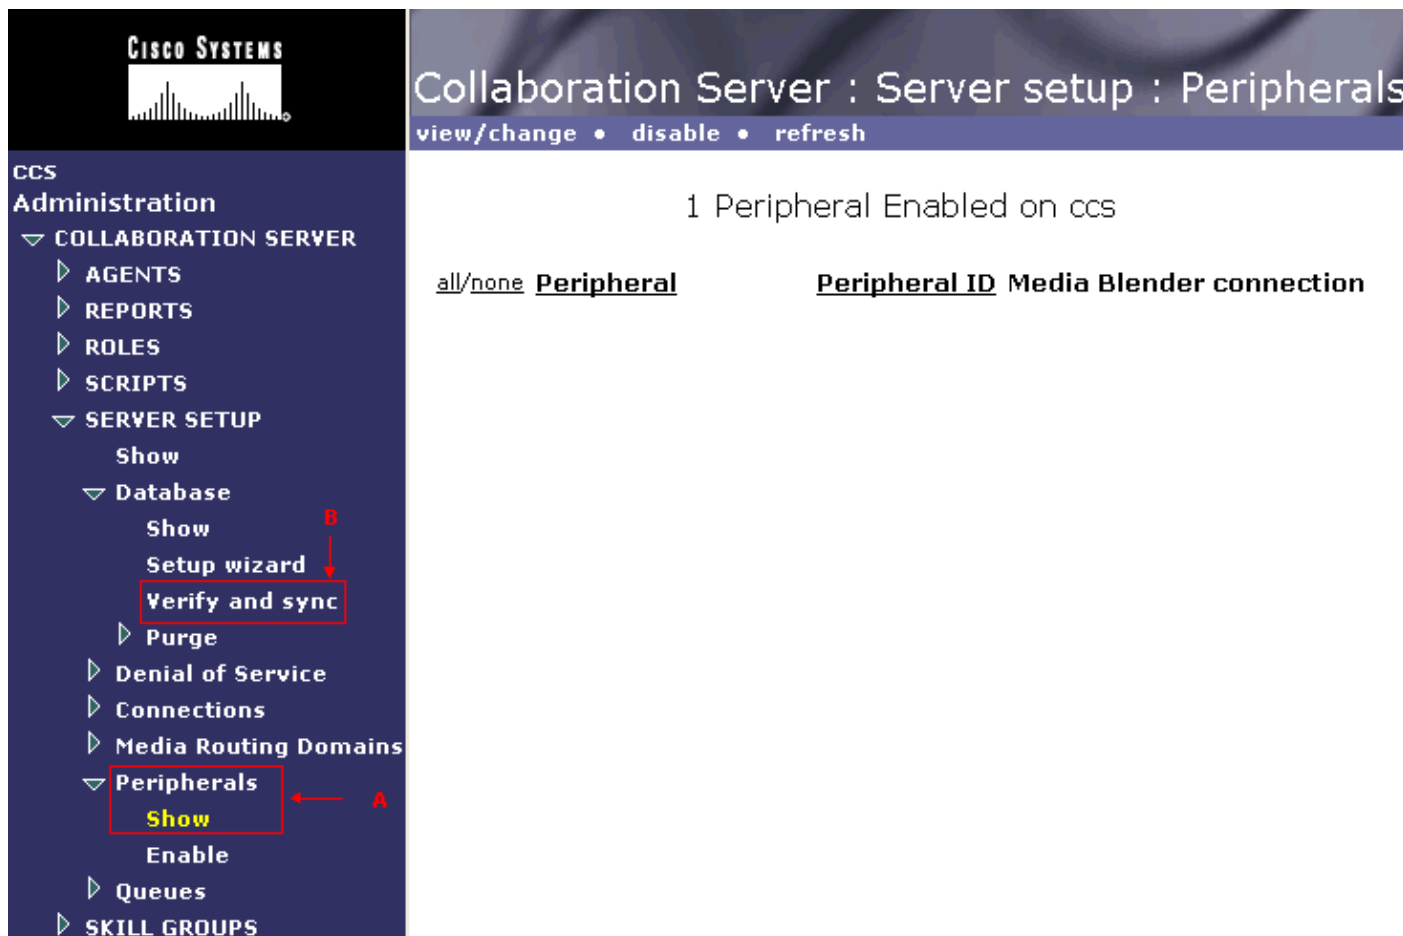 CISCO SYSTEMS
Collaboration Server : Server setup : Peripherals
view/change • disable • refresh
ccs
Administration
COLLABORATION SERVER
AGENTS
REPORTS
ROLES
SCRIPTS
SERVER SETUP
Show
Database
Show
B
Setup wizard
Verify and sync
Purge
Denial of Service
Connections
Media Routing Domains
Peripherals
A
Show
Enable
Queues
SKILL GROUPS
1 Peripheral Enabled on ccs
all/none Peripheral Peripheral ID Media Blender connection